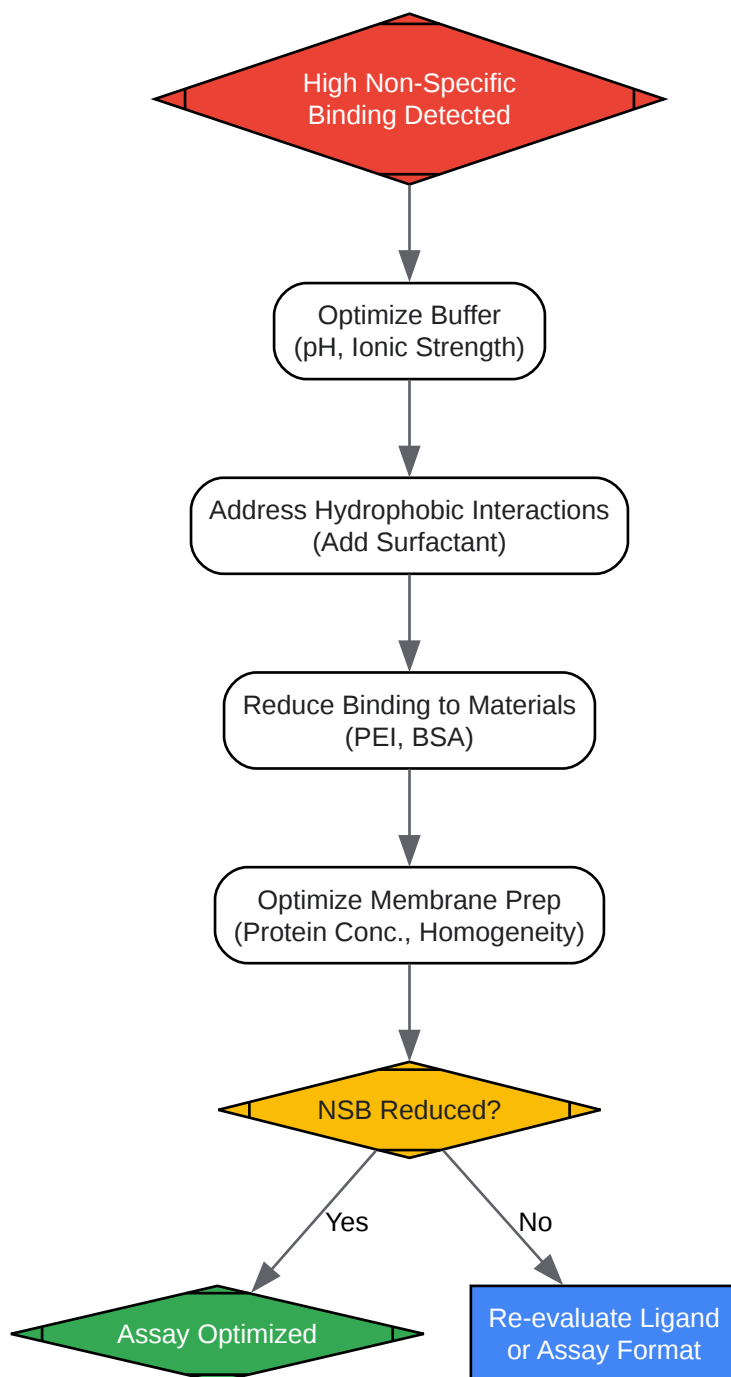 High Non-Specific
Binding Detected
Optimize Buffer
(pH, Ionic Strength)
Address Hydrophobic Interactions
(Add Surfactant)
Reduce Binding to Materials
(PEI, BSA)
Optimize Membrane Prep
(Protein Conc., Homogeneity)
NSB Reduced?
Yes
No
Assay Optimized
Re-evaluate Ligand
or Assay Format